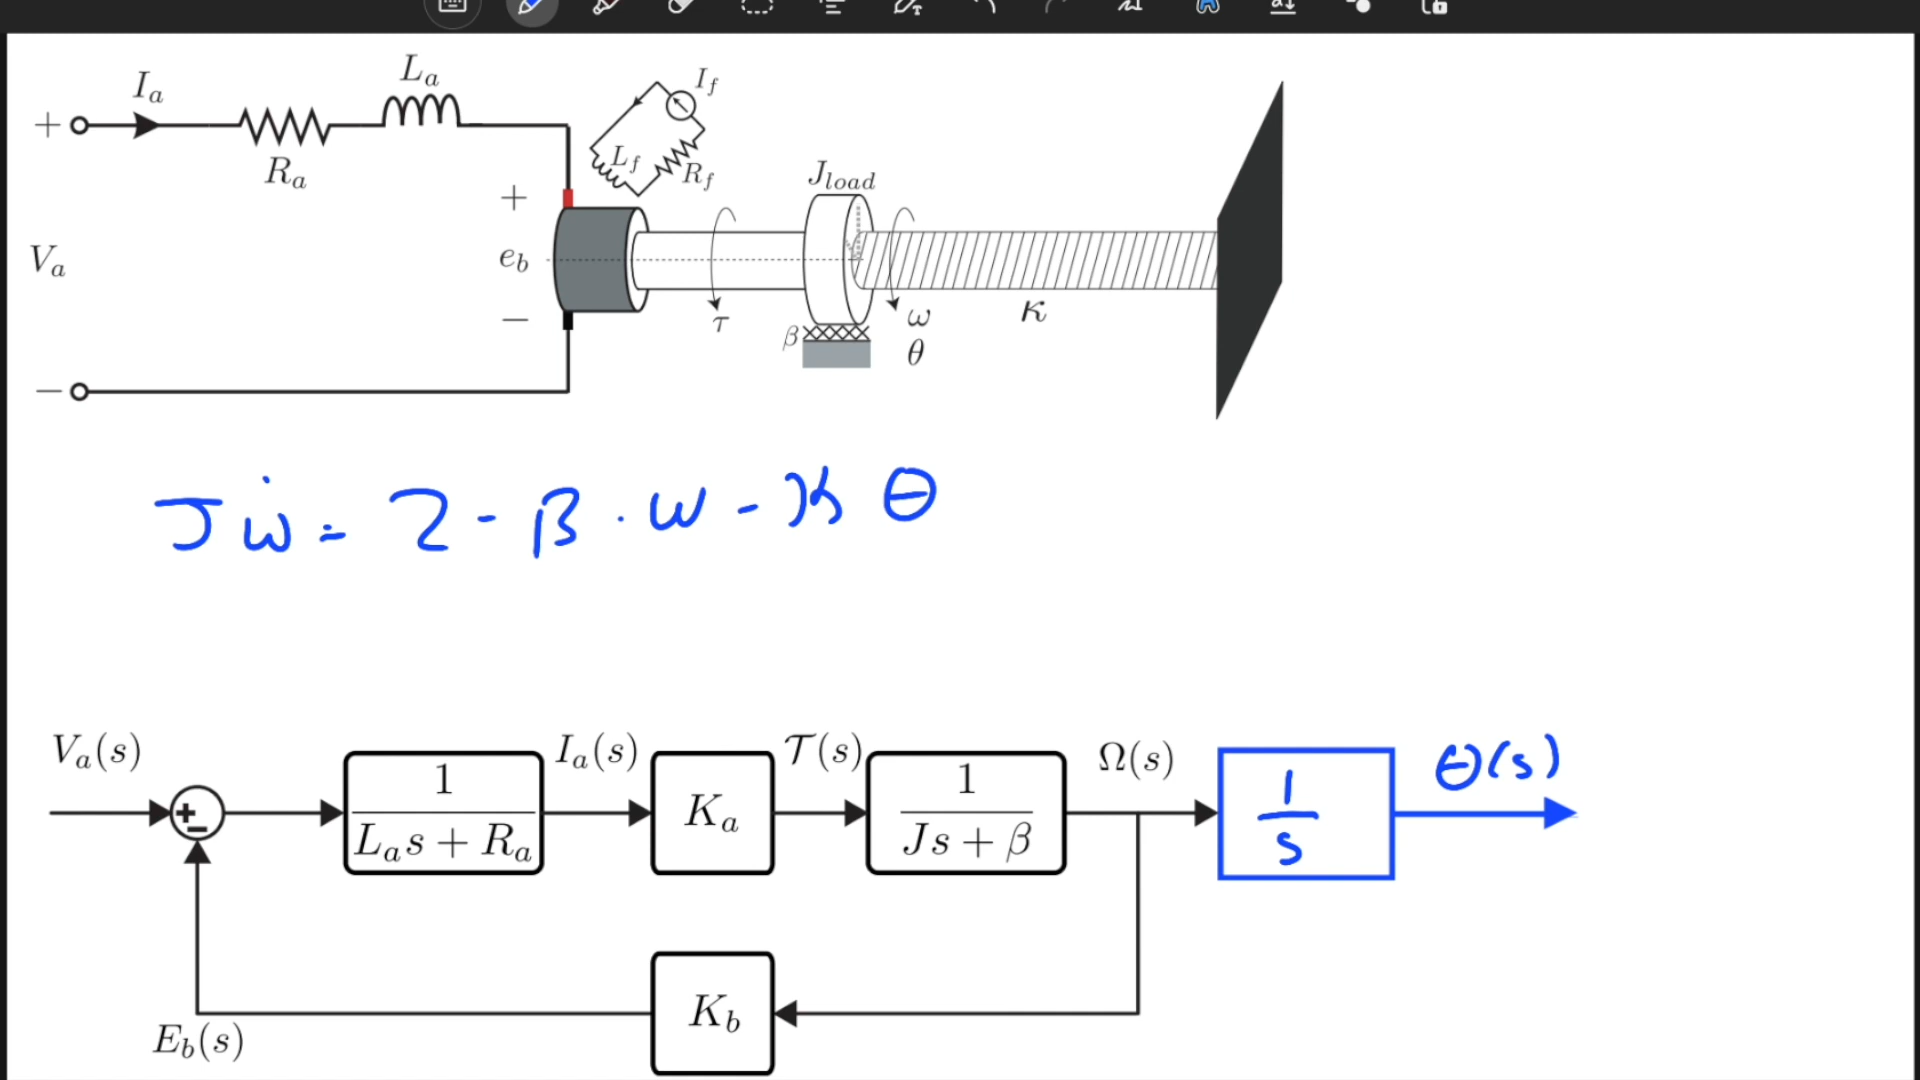 I_a
L_a
R_a
+
−
V_a
+
e_b
−
I_f
L_f
R_f
J_load
τ
β
ω
θ
κ
Jω̇ = τ - β · ω - κ θ
V_a(s)
+
−
1
L_a s + R_a
I_a(s)
K_a
𝒯(s)
1
Js + β
Ω(s)
1
s
Θ(s)
K_b
E_b(s)